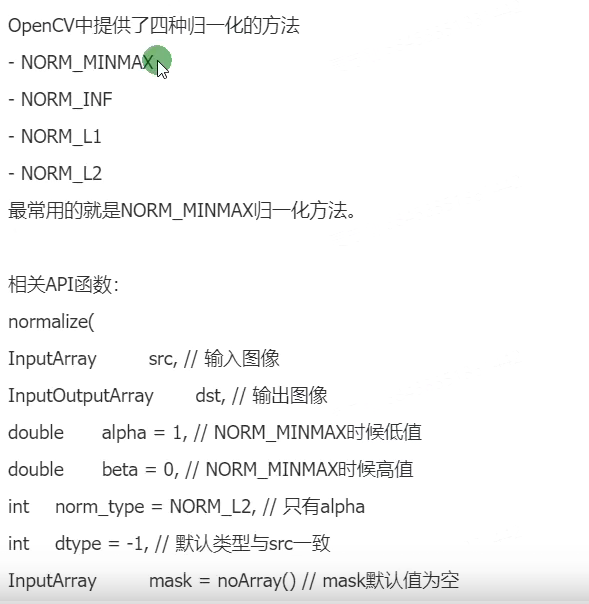 OpenCV中提供了四种归一化的方法
- NORM_MINMAX
- NORM_INF
- NORM_L1
- NORM_L2
最常用的就是NORM_MINMAX归一化方法。
相关API函数：
normalize(
InputArray src, // 输入图像
InputOutputArray dst, // 输出图像
double alpha = 1, // NORM_MINMAX时候低值
double beta = 0, // NORM_MINMAX时候高值
int norm_type = NORM_L2, // 只有alpha
int dtype = -1, // 默认类型与src一致
InputArray mask = noArray() // mask默认值为空